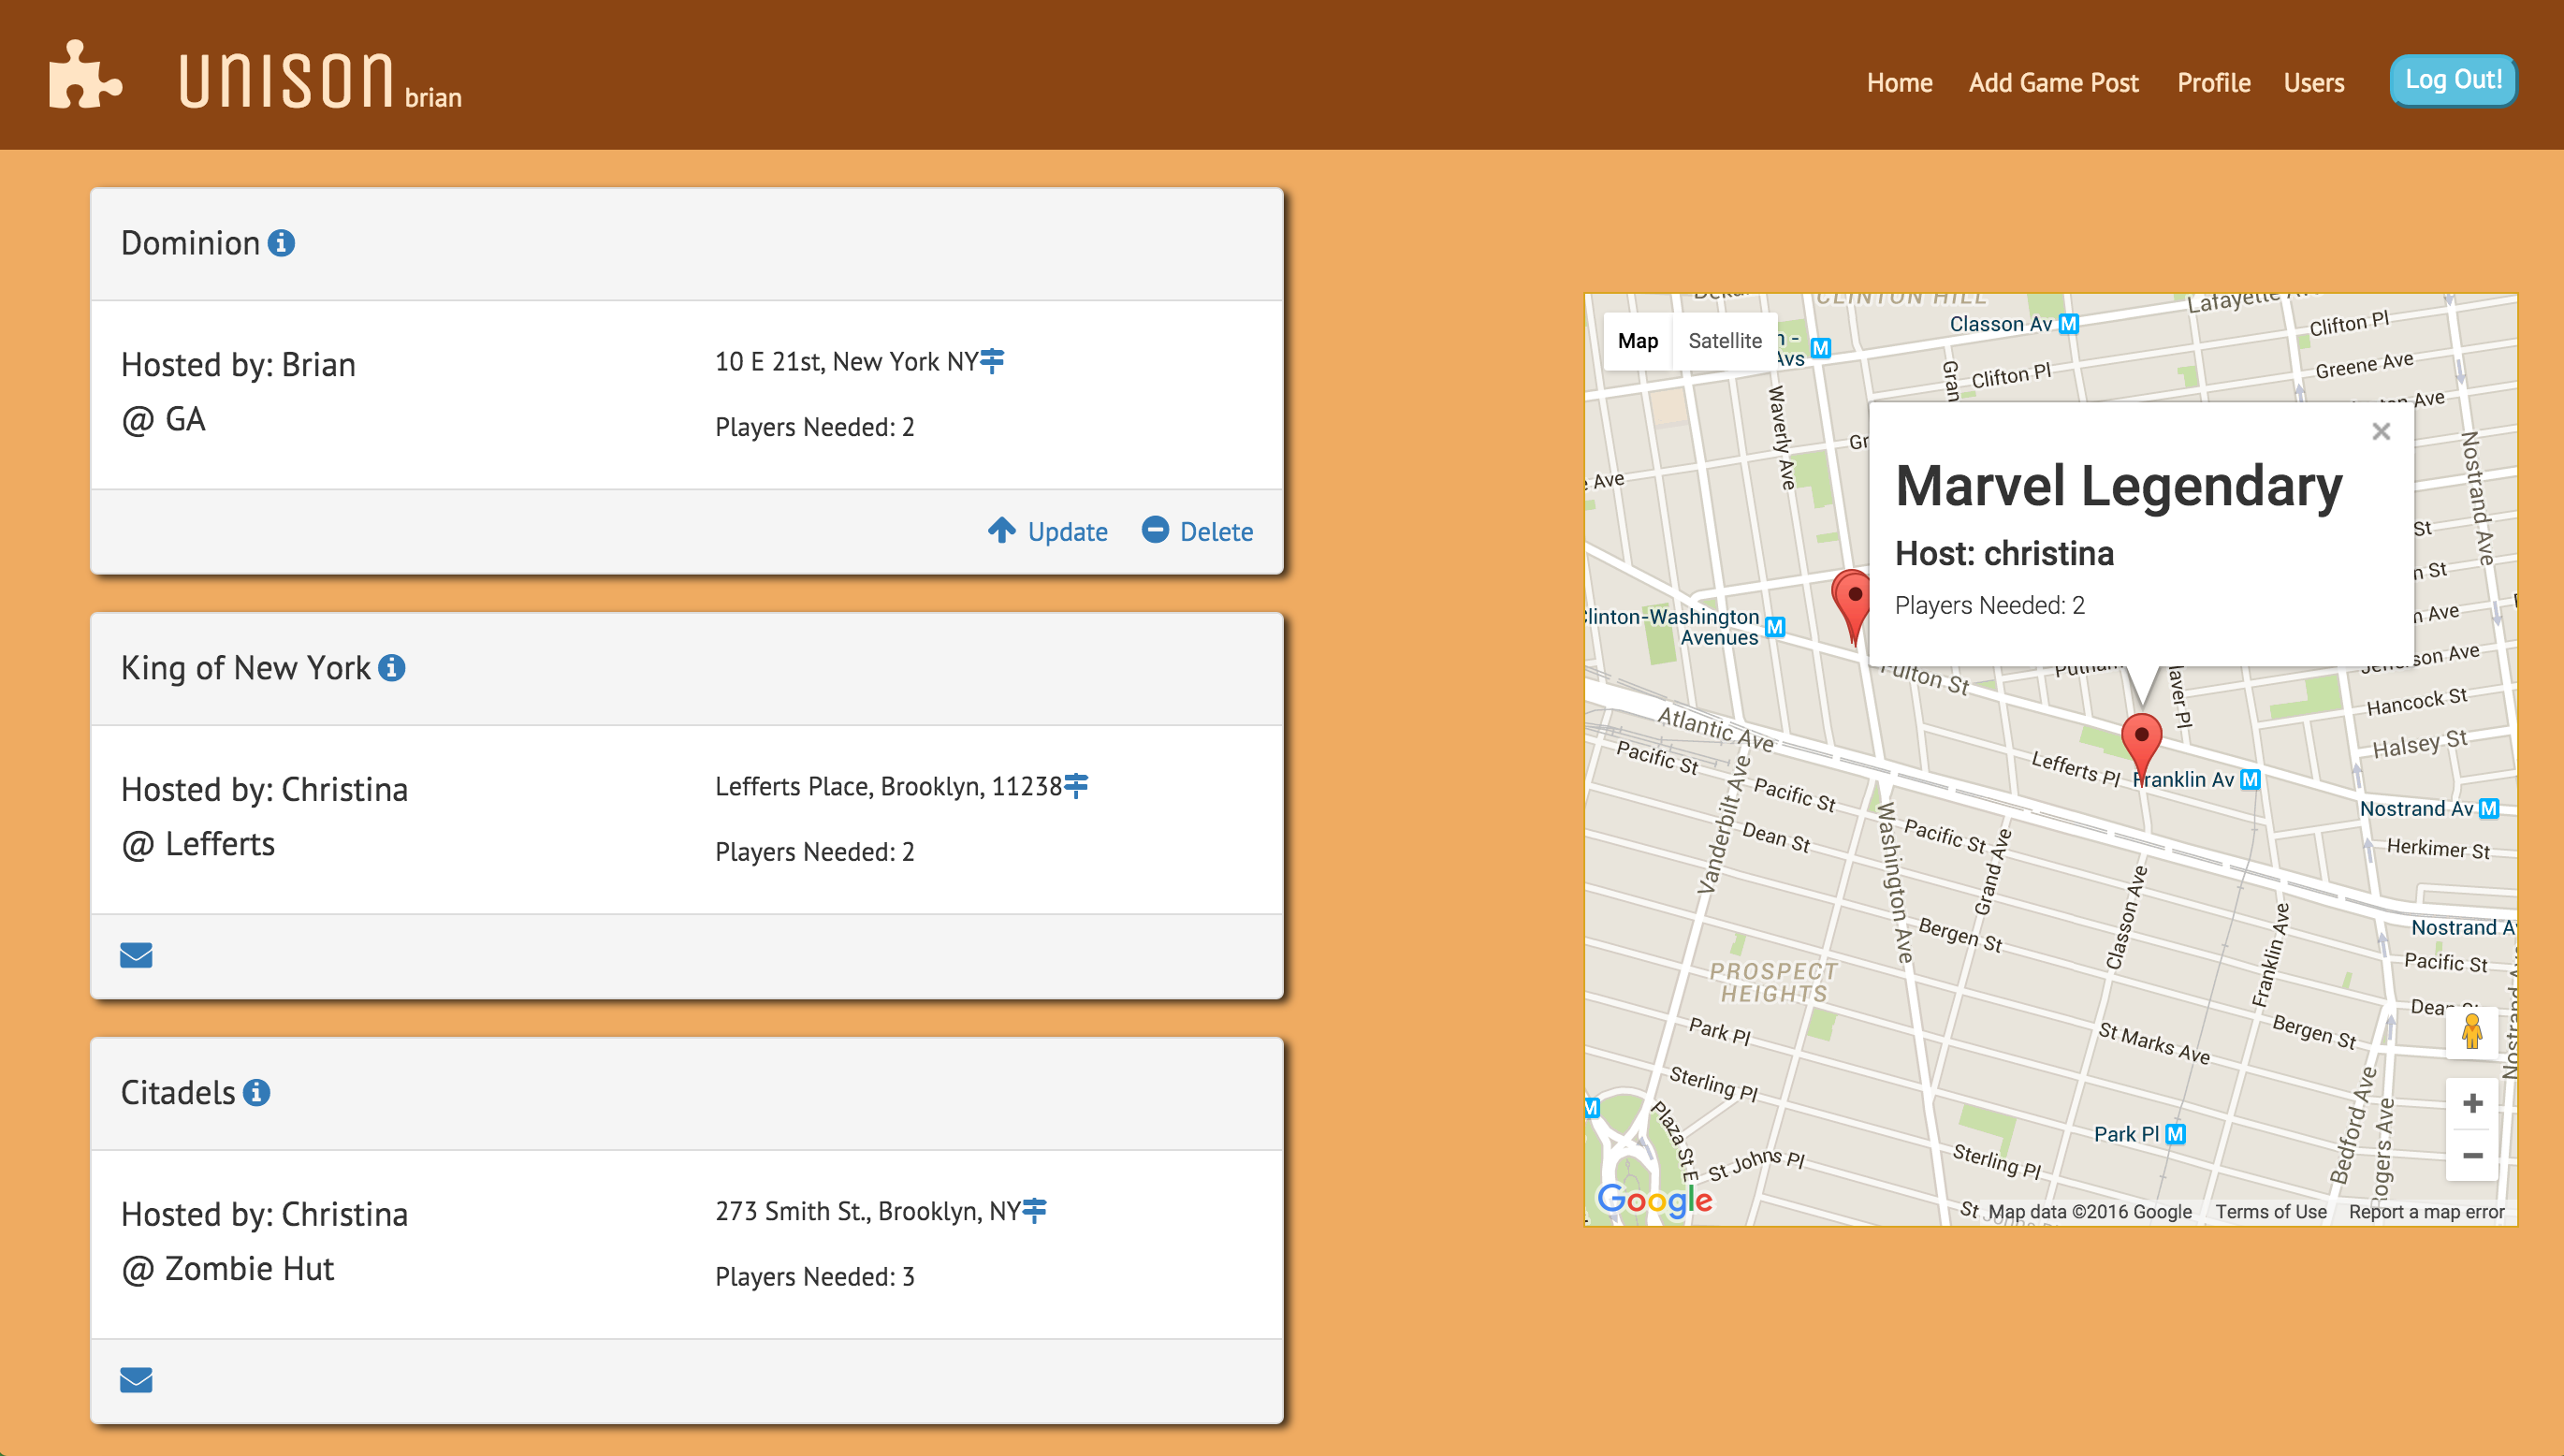 UNISON brian
Home Add Game Post Profile Users Log Out!
Dominion
Hosted by: Brian
@ GA
10 E 21st, New York NY
Players Needed: 2
Update Delete
King of New York
Hosted by: Christina
@ Lefferts
Lefferts Place, Brooklyn, 11238
Players Needed: 2
Citadels
Hosted by: Christina
@ Zombie Hut
273 Smith St., Brooklyn, NY
Players Needed: 3
CLINTON HILL
Lafayette
Map Satellite
Classon Av M
Clifton Pl
Avs M
Clifton Pl
Greene Ave
Waverly Ave
Ave
Ave
Nostrand Ave
Marvel Legendary
Host: christina
Players Needed: 2
St
St
Ave
Clinton-Washington
Avenues M
Fulton St
Hancock St
Halsey St
Atlantic Ave
Pacific St
Lefferts Pl
Franklin Av M
Pacific St
Nostrand Av M
Vanderbilt Ave
Dean St
Washington Ave
Pacific St
Grand Ave
Herkimer St
Classon Ave
Franklin Ave
Bergen St
Nostrand A
Pacific St
PROSPECT
HEIGHTS
Park Pl
St Marks Ave
Bergen St
Sterling Pl
Plaza St E
M
Park Pl M
Bedford Ave
Rogers Ave
St Johns Pl
Sterling Pl
Google
Map data ©2016 Google Terms of Use Report a map error